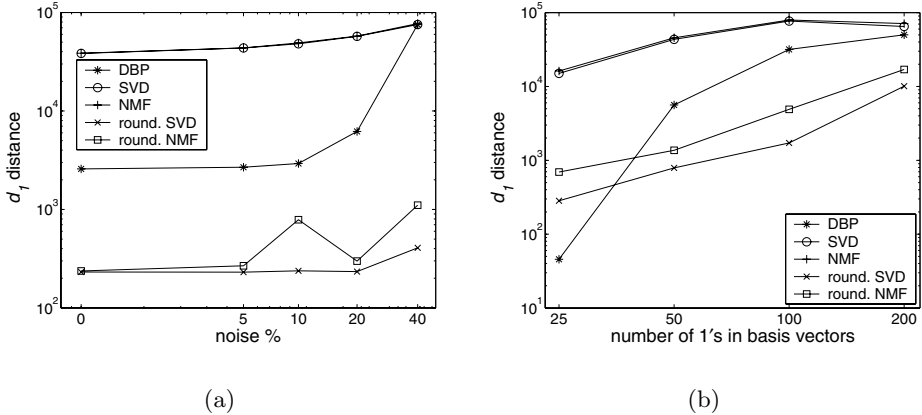 10^5
10^4
10^3
10^2
d_1 distance
DBP
SVD
NMF
round. SVD
round. NMF
0 5 10 20 40
noise %
(a)
10^5
10^4
10^3
10^2
10^1
d_1 distance
DBP
SVD
NMF
round. SVD
round. NMF
25 50 100 200
number of 1's in basis vectors
(b)